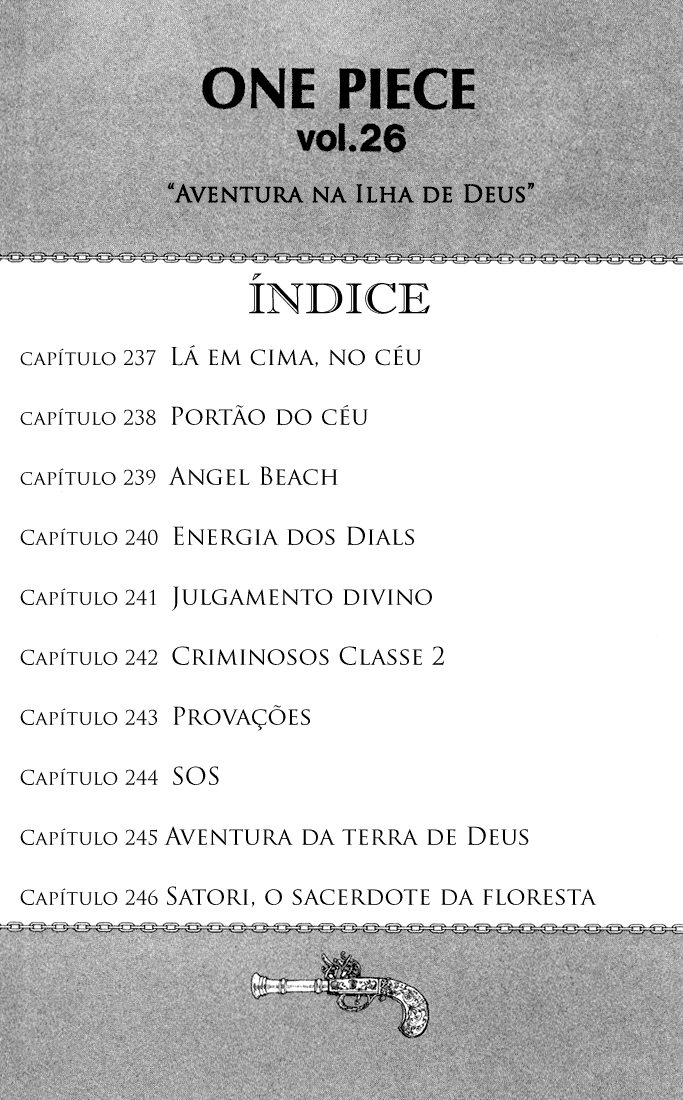 ONE PIECE
vol.26
“Aventura na Ilha de Deus”
ÍNDICE
capítulo 237 Lá em cima, no céu
capítulo 238 Portão do céu
capítulo 239 Angel Beach
Capítulo 240 Energia dos Dials
Capítulo 241 Julgamento divino
Capítulo 242 Criminosos Classe 2
Capítulo 243 Provações
Capítulo 244 SOS
Capítulo 245 Aventura da terra de Deus
Capítulo 246 Satori, o sacerdote da floresta